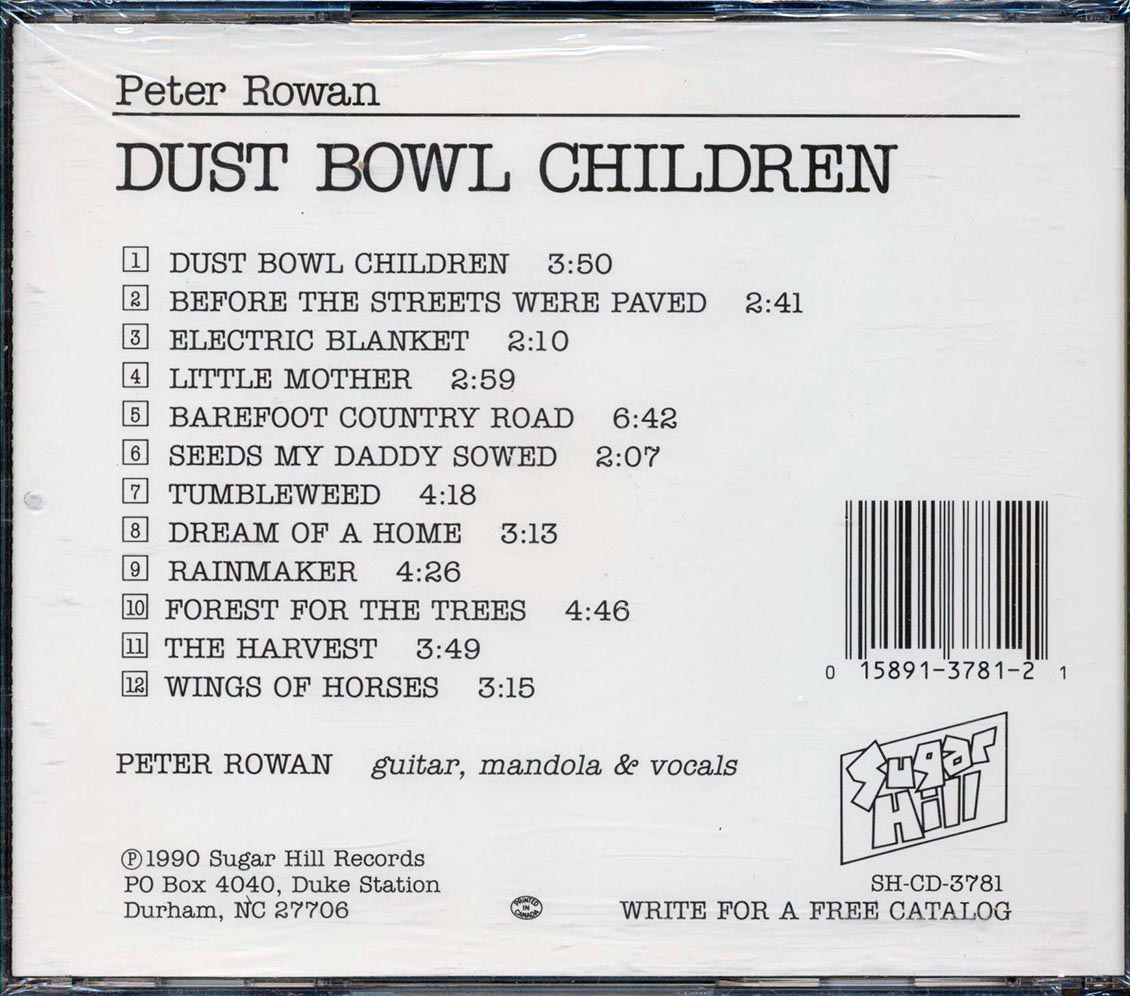 Peter Rowan
DUST BOWL CHILDREN
1 DUST BOWL CHILDREN 3:50
2 BEFORE THE STREETS WERE PAVED 2:41
3 ELECTRIC BLANKET 2:10
4 LITTLE MOTHER 2:59
5 BAREFOOT COUNTRY ROAD 6:42
6 SEEDS MY DADDY SOWED 2:07
7 TUMBLEWEED 4:18
8 DREAM OF A HOME 3:13
9 RAINMAKER 4:26
10 FOREST FOR THE TREES 4:46
11 THE HARVEST 3:49
12 WINGS OF HORSES 3:15
0 15891-3781-2 1
PETER ROWAN guitar, mandola & vocals
Sugar
Hill
Ⓟ1990 Sugar Hill Records
PO Box 4040, Duke Station
Durham, NC 27706
PRINTED
IN
CANADA
SH-CD-3781
WRITE FOR A FREE CATALOG